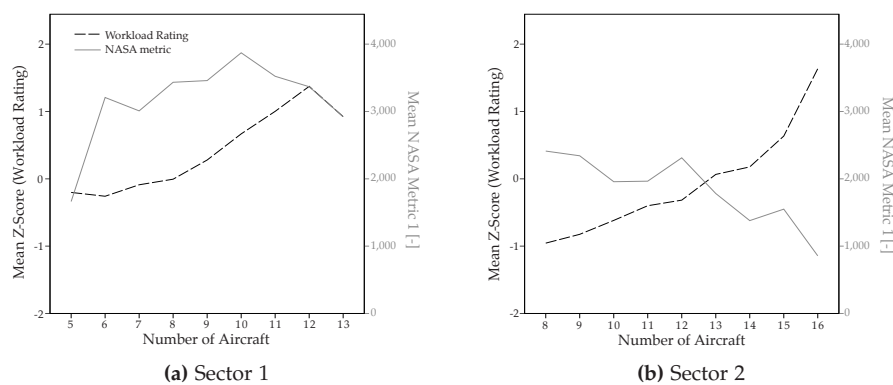 2
1
0
-1
-2
Mean Z-Score (Workload Rating)
Workload Rating
NASA metric
4,000
3,000
2,000
1,000
0
Mean NASA Metric 1 [-]
5 6 7 8 9 10 11 12 13
Number of Aircraft
(a) Sector 1
2
1
0
-1
-2
Mean Z-Score (Workload Rating)
4,000
3,000
2,000
1,000
0
Mean NASA Metric 1 [-]
8 9 10 11 12 13 14 15 16
Number of Aircraft
(b) Sector 2